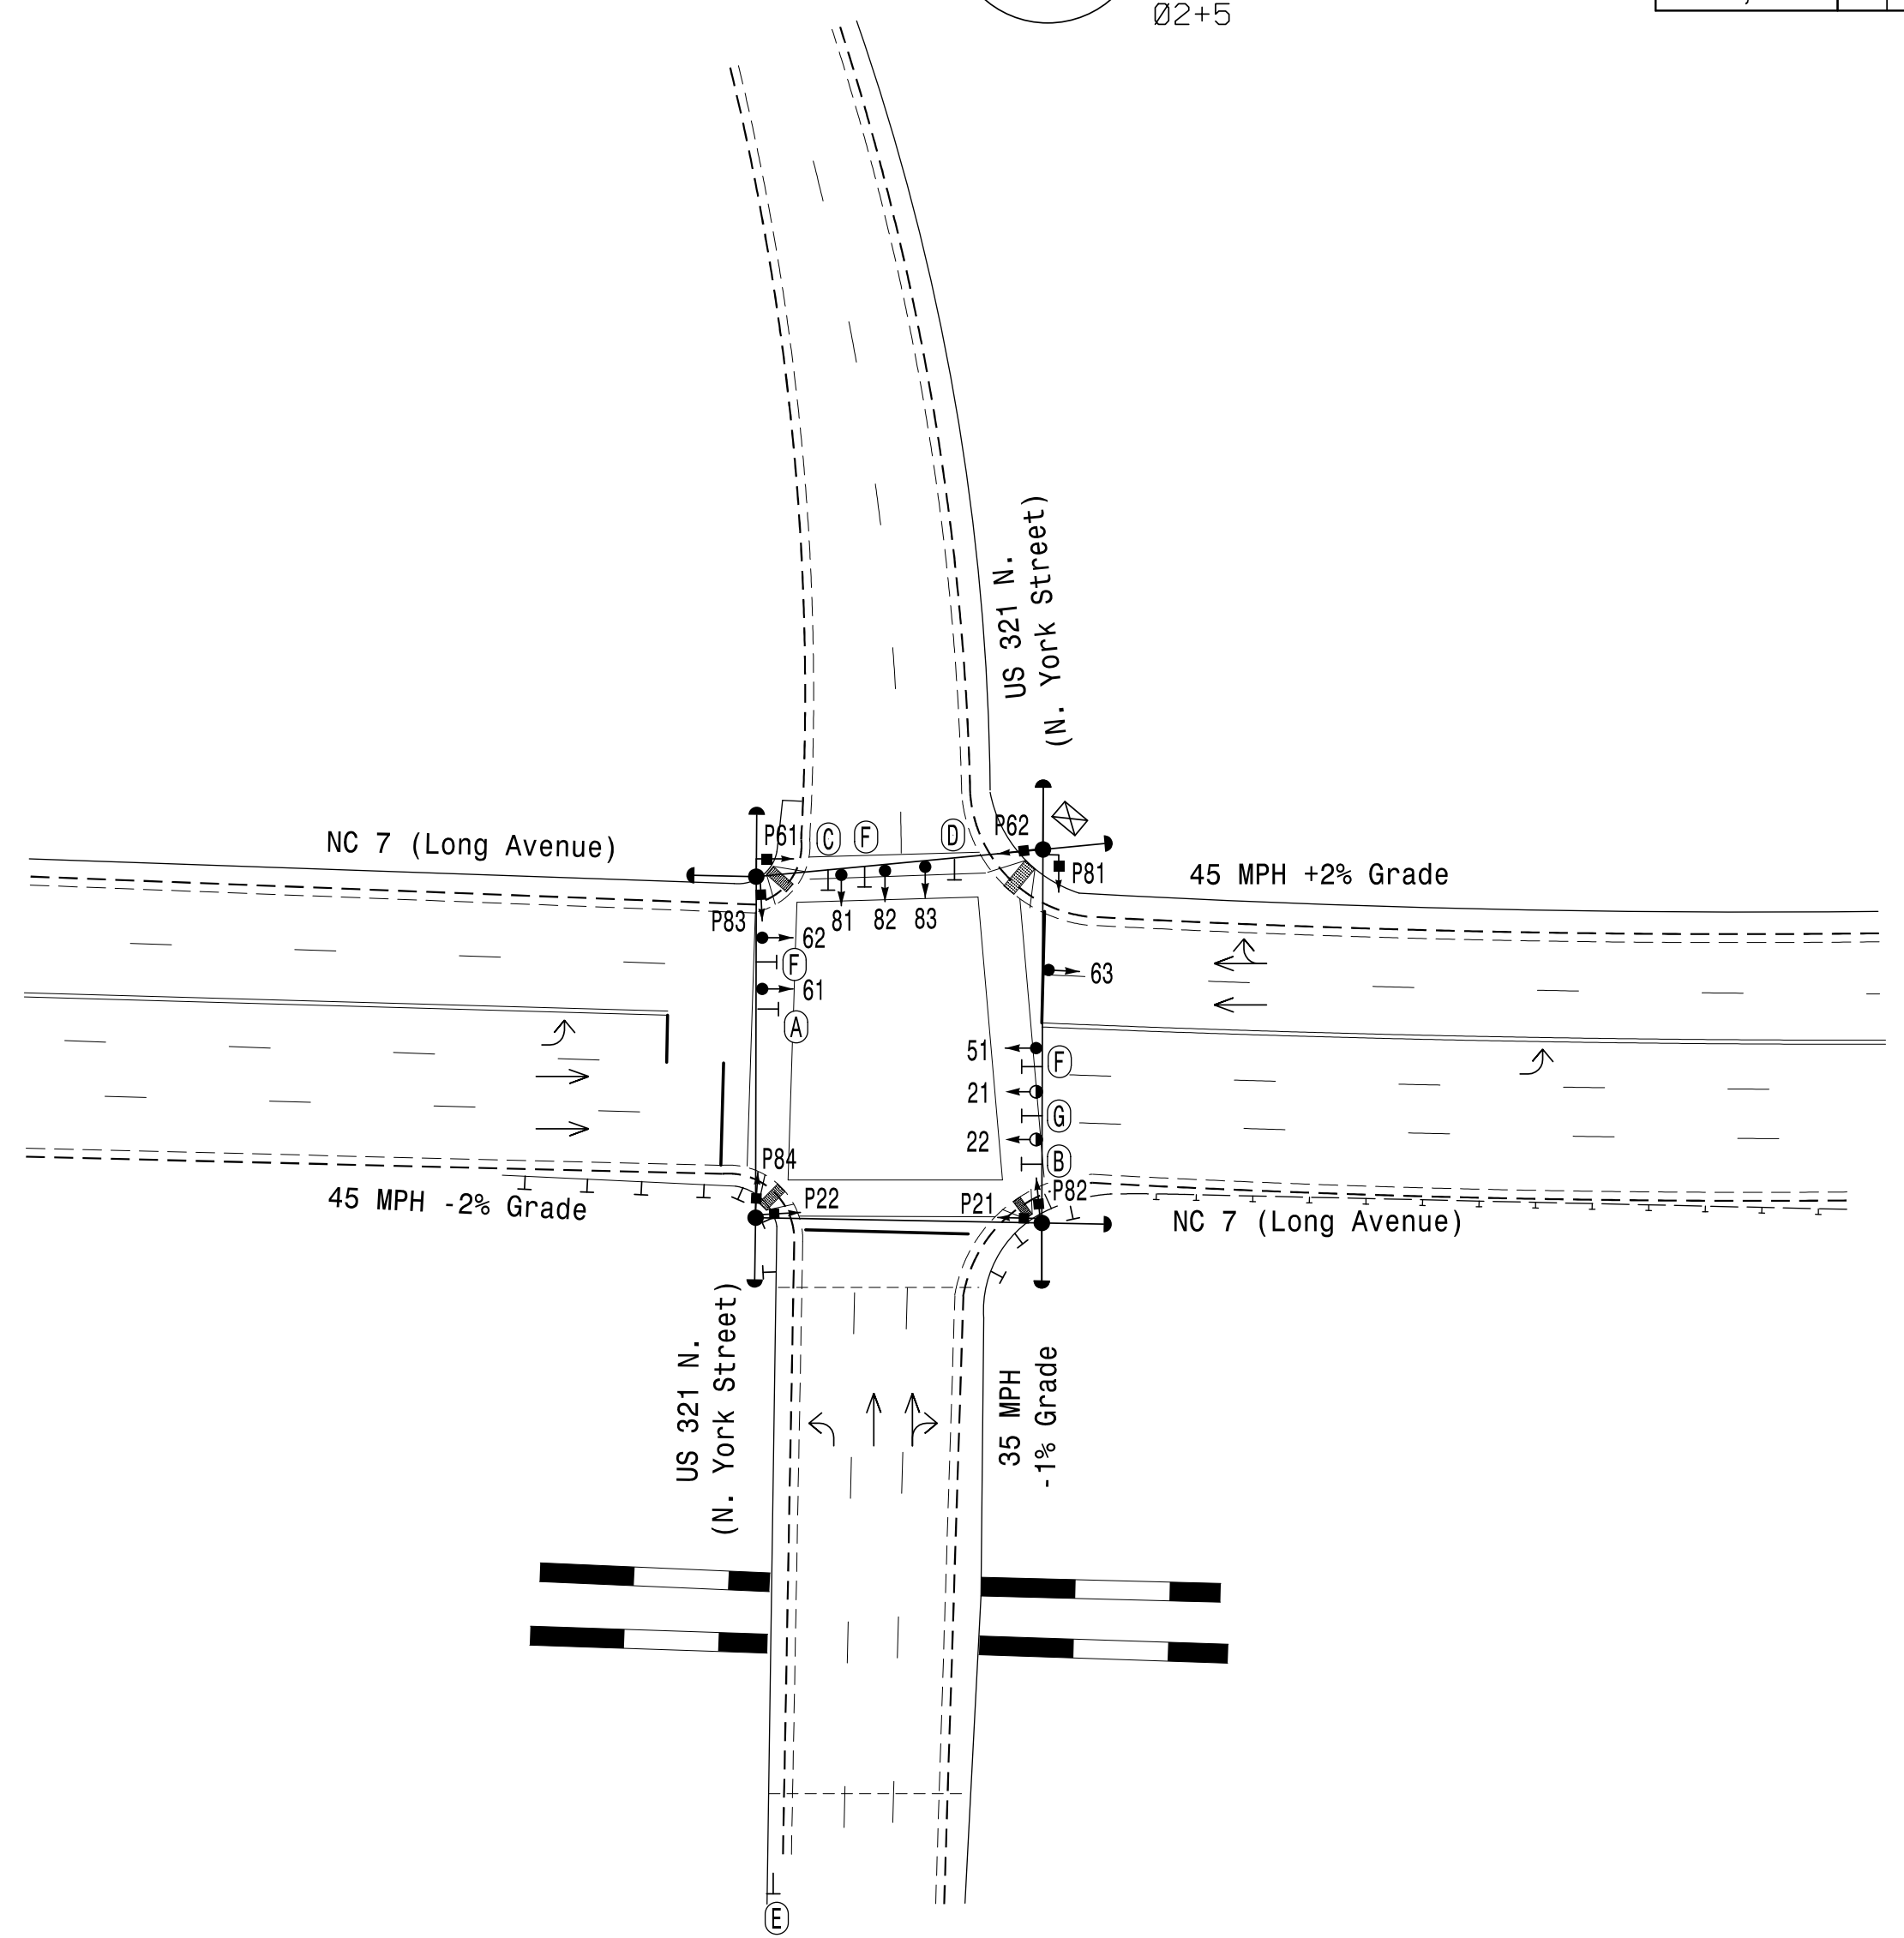 Ø2+5
US 321 N.
(N. York Street)
NC 7 (Long Avenue)
P61
C
F
D
P62
P81
45 MPH +2% Grade
P83
81
82
83
62
F
61
A
63
51
F
21
G
22
B
P84
P22
P21
P82
45 MPH -2% Grade
NC 7 (Long Avenue)
US 321 N.
(N. York Street)
35 MPH
-1% Grade
E